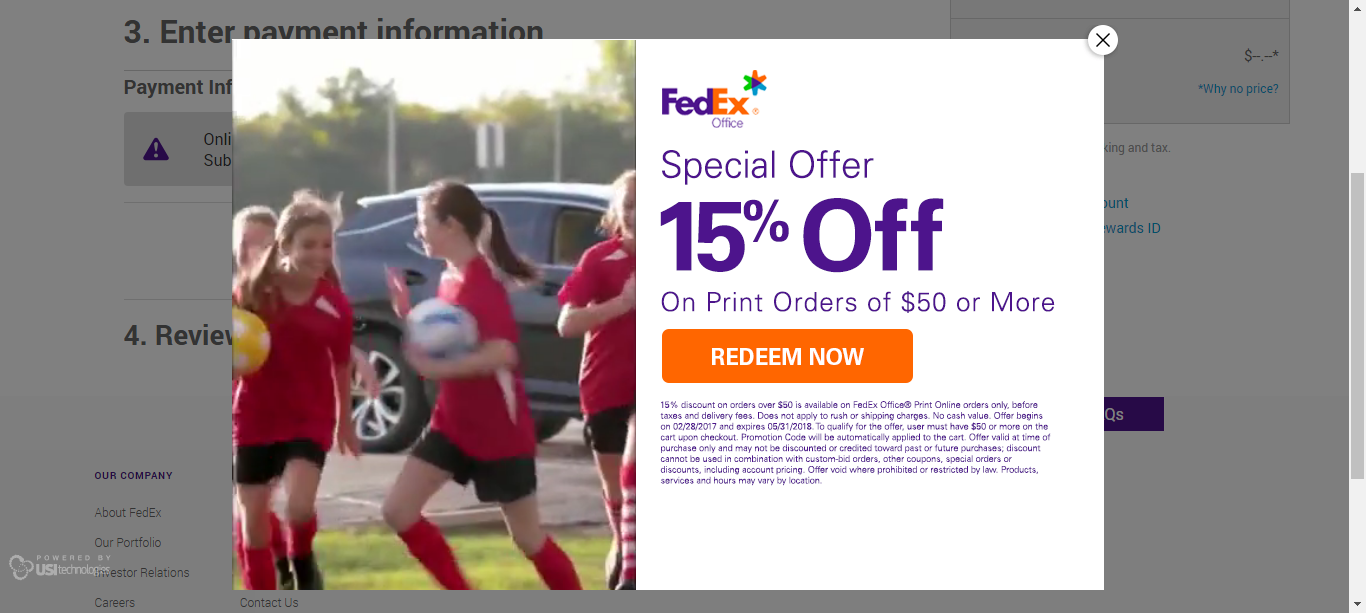 3. Enter payment information
Payment Inf
Onli
Sub
4. Review
$--.--*
*Why no price?
king and tax.
ount
ewards ID
Qs
FedEx®
Office
Special Offer
15% Off
On Print Orders of $50 or More
REDEEM NOW
15% discount on orders over $50 is available on FedEx Office® Print Online orders only, before
taxes and delivery fees. Does not apply to rush or shipping charges. No cash value. Offer begins
on 02/28/2017 and expires 05/31/2018. To qualify for the offer, user must have $50 or more on the
cart upon checkout. Promotion Code will be automatically applied to the cart. Offer valid at time of
purchase only and may not be discounted or credited toward past or future purchases; discount
cannot be used in combination with custom-bid orders, other coupons, special orders or
discounts, including account pricing. Offer void where prohibited or restricted by law. Products,
services and hours may vary by location.
OUR COMPANY
About FedEx
Our Portfolio
Investor Relations
Careers
Contact Us
POWERED BY
USI technologies